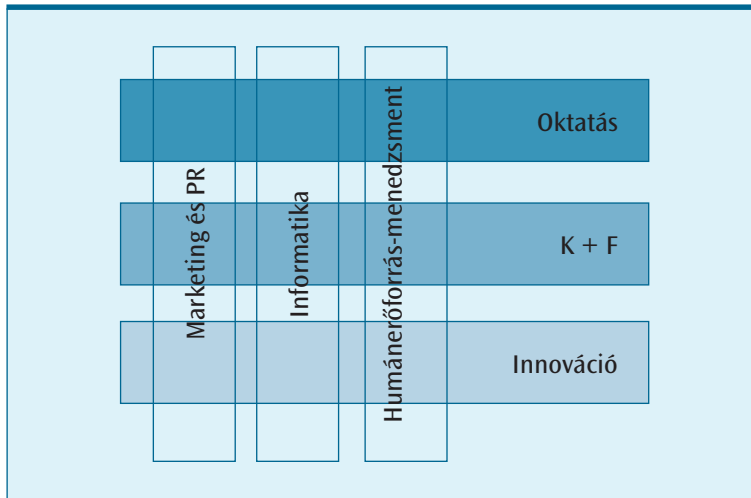 Oktatás
K + F
Innováció
Marketing és PR
Informatika
Humánerőforrás-menedzsment